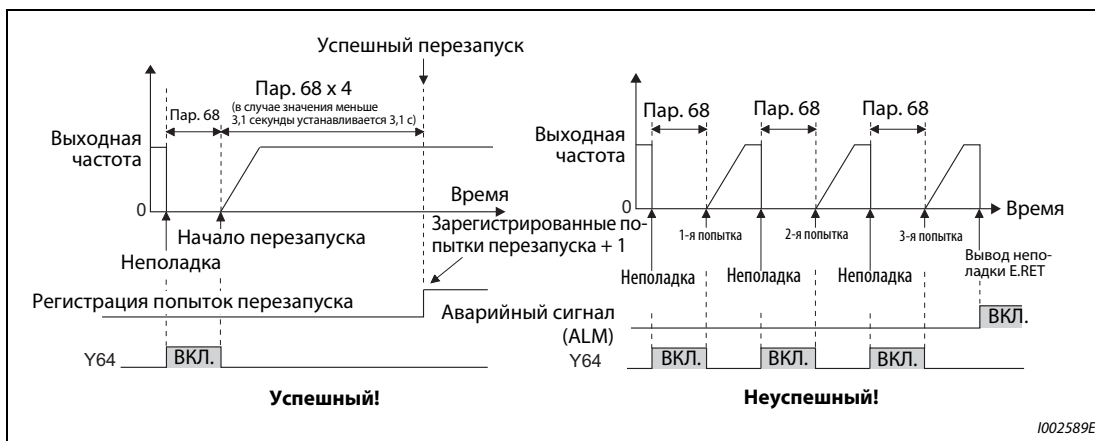 Успешный перезапуск
Пар. 68 x 4
(в случае значения меньше
3,1 секунды устанавливается 3,1 с)
Пар. 68
Выходная
частота
0
Время
Начало перезапуска
Неполадка
Зарегистрированные по-
пытки перезапуска + 1
Регистрация попыток перезапуска
Y64
ВКЛ.
Успешный!
Пар. 68
Пар. 68
Пар. 68
Выходная
частота
0
Время
1-я попытка
2-я попытка
3-я попытка
Неполадка
Неполадка
Неполадка
Вывод непо-
ладки E.RET
Аварийный сигнал
(ALM)
ВКЛ.
Y64
ВКЛ.
ВКЛ.
ВКЛ.
Неуспешный!
I002589E